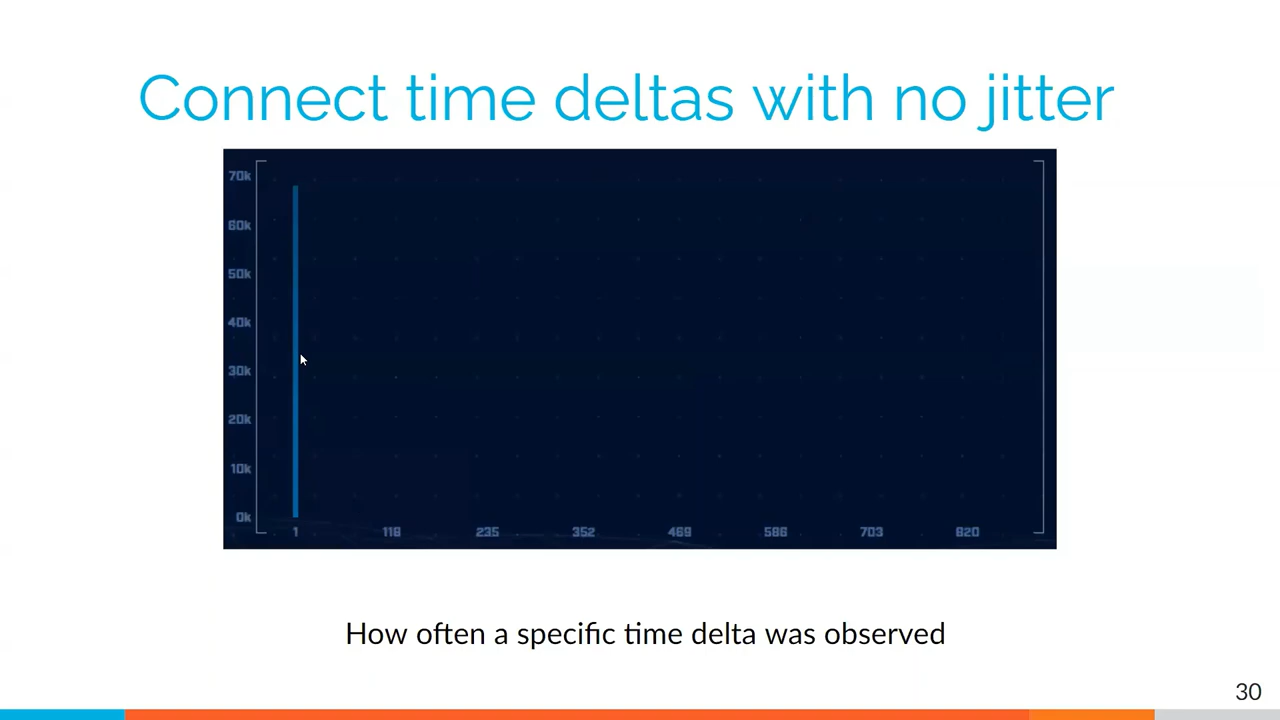 Connect time deltas with no jitter
70k
60k
50k
40k
30k
20k
10k
0k
1 118 235 352 469 586 703 820
How often a specific time delta was observed
30